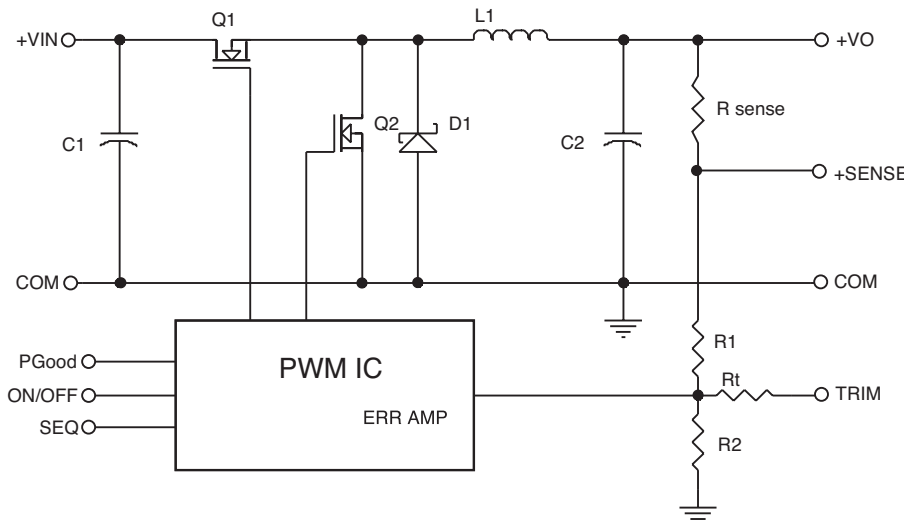 Q1
L1
+VIN
+VO
R sense
C1
Q2
D1
C2
+SENSE
COM
COM
R1
PGood
PWM IC
ON/OFF
Rt
TRIM
ERR AMP
SEQ
R2